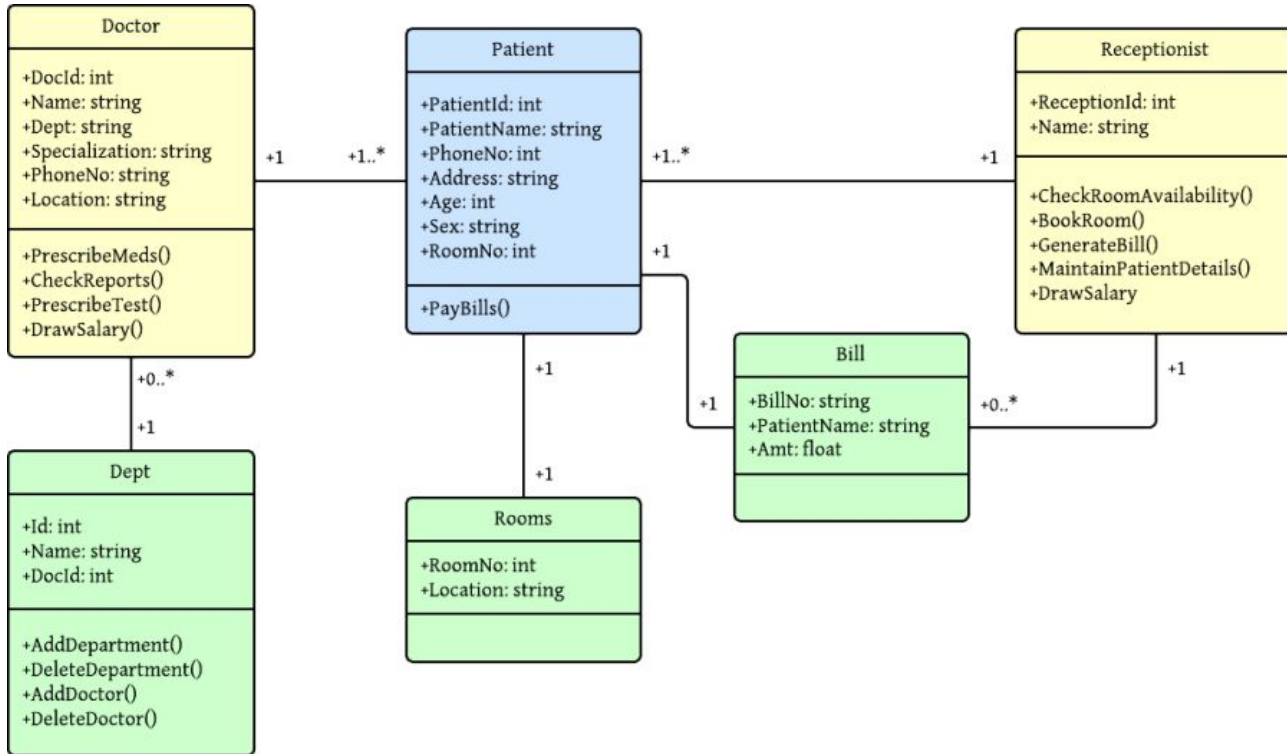 Doctor
+DocId: int
+Name: string
+Dept: string
+Specialization: string
+PhoneNo: string
+Location: string
+PrescribeMeds()
+CheckReports()
+PrescribeTest()
+DrawSalary()
+1
+1..*
Patient
+PatientId: int
+PatientName: string
+PhoneNo: int
+Address: string
+Age: int
+Sex: string
+RoomNo: int
+PayBills()
+1..*
+1
Receptionist
+ReceptionId: int
+Name: string
+CheckRoomAvailability()
+BookRoom()
+GenerateBill()
+MaintainPatientDetails()
+DrawSalary
+1
+1
Bill
+BillNo: string
+PatientName: string
+Amt: float
+0..*
+1
+0..*
+1
Dept
+Id: int
+Name: string
+DocId: int
+AddDepartment()
+DeleteDepartment()
+AddDoctor()
+DeleteDoctor()
+1
+1
Rooms
+RoomNo: int
+Location: string